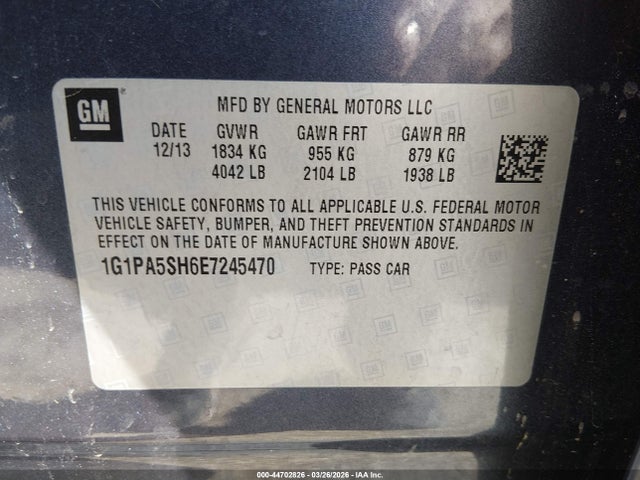 GM
MFD BY GENERAL MOTORS LLC
DATE GVWR GAWR FRT GAWR RR
12/13 1834 KG 955 KG 879 KG
4042 LB 2104 LB 1938 LB
THIS VEHICLE CONFORMS TO ALL APPLICABLE U.S. FEDERAL MOTOR
VEHICLE SAFETY, BUMPER, AND THEFT PREVENTION STANDARDS IN
EFFECT ON THE DATE OF MANUFACTURE SHOWN ABOVE.
1G1PA5SH6E7245470 TYPE: PASS CAR
000-44702826 | 03/26/2026 | IAA Inc.